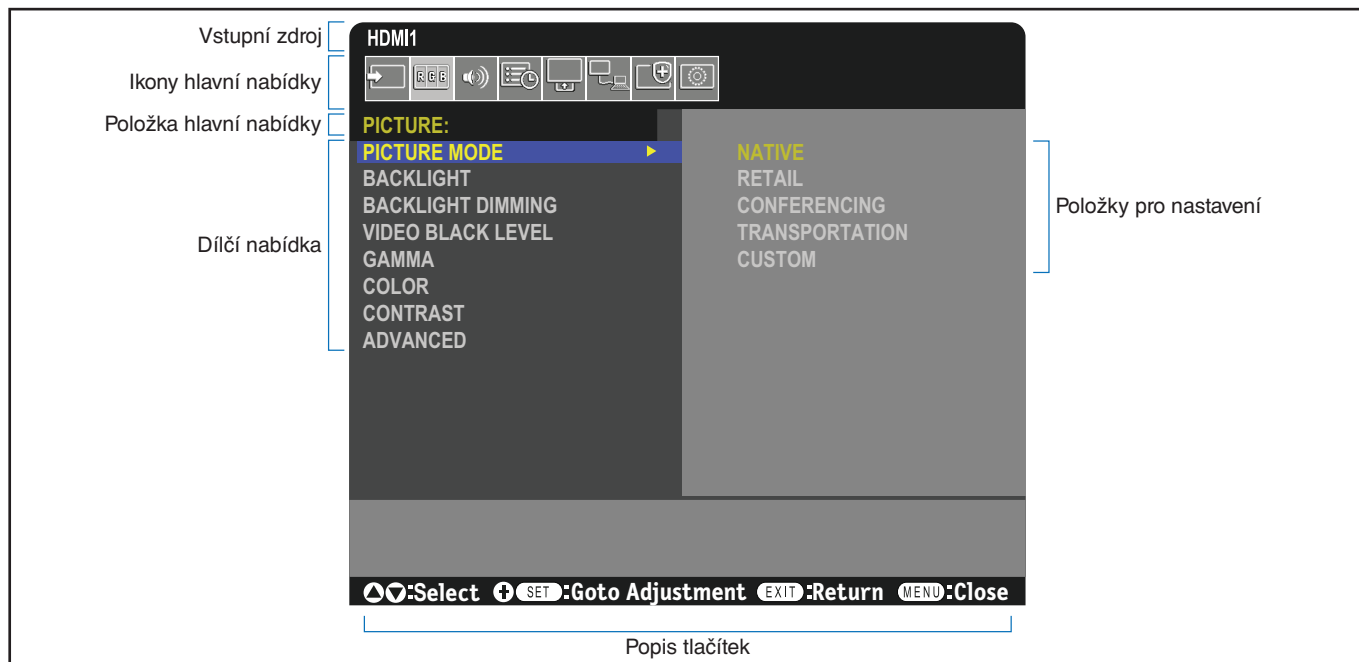 Vstupní zdroj
HDMI1
Ikony hlavní nabídky
RGB
Položka hlavní nabídky
PICTURE:
PICTURE MODE
BACKLIGHT
BACKLIGHT DIMMING
VIDEO BLACK LEVEL
GAMMA
COLOR
CONTRAST
ADVANCED
Dílčí nabídka
NATIVE
RETAIL
CONFERENCING
TRANSPORTATION
CUSTOM
Položky pro nastavení
:Select SET:Goto Adjustment EXIT:Return MENU:Close
Popis tlačítek